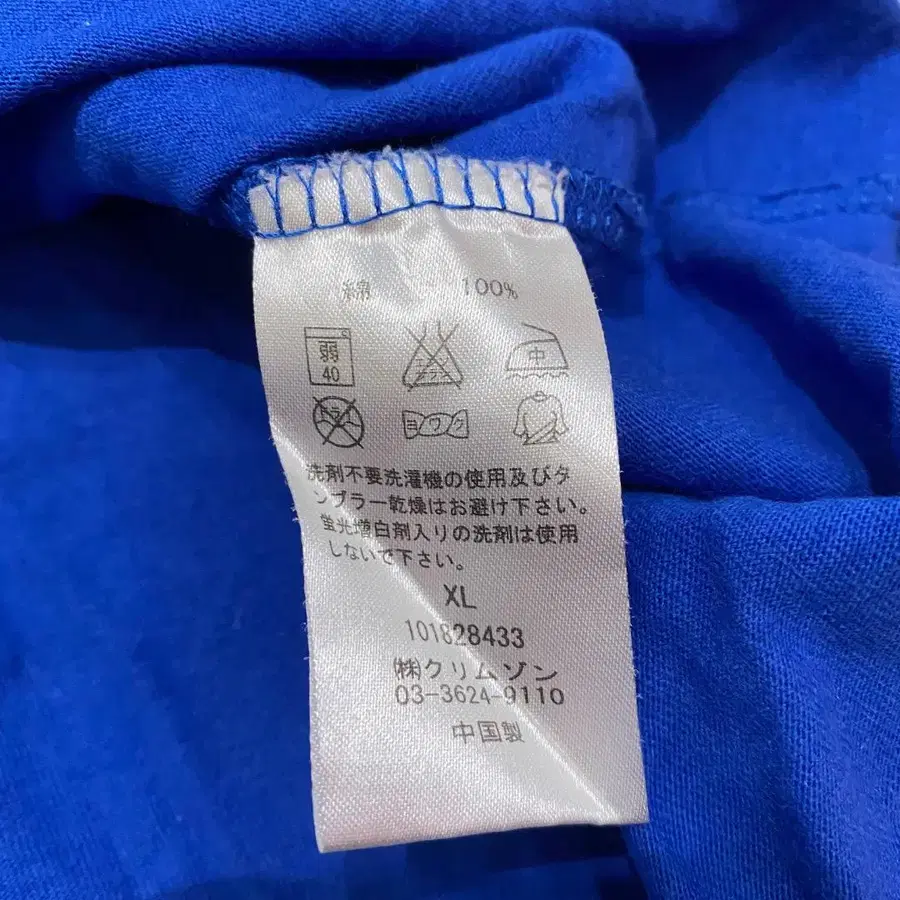 綿 100%
弱
40
中
ヨワク
洗剤不要洗濯機の使用及びタ
ンブラー乾燥はお避け下さい。
蛍光増白剤入りの洗剤は使用
しないで下さい。
XL
101828433
㈱クリムゾン
03-3624-9110
中国製